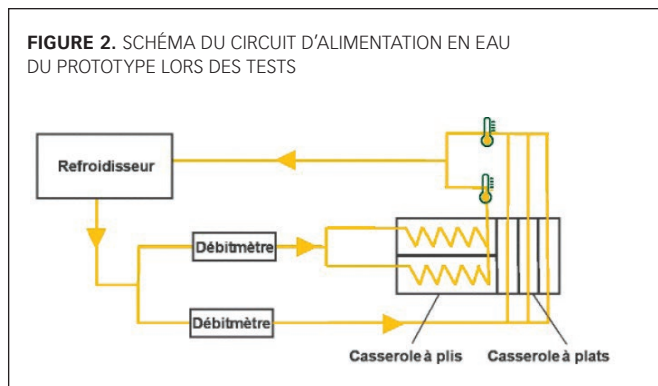 FIGURE 2. SCHÉMA DU CIRCUIT D'ALIMENTATION EN EAU
DU PROTOTYPE LORS DES TESTS
Refroidisseur
Débitmètre
Débitmètre
Casserole à plis
Casserole à plats